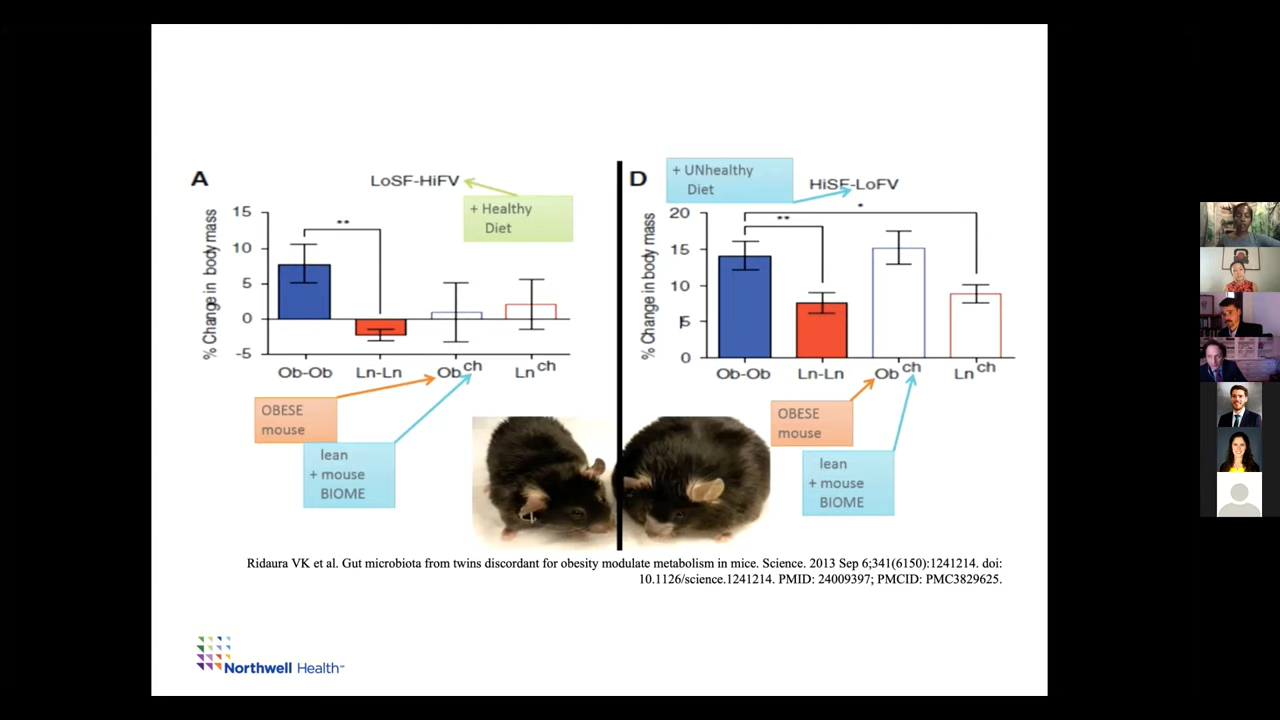 A
LoSF-HiFV
+ Healthy
Diet
% Change in body mass
15
10
5
0
-5
**
Ob-Ob
Ln-Ln
Ob ch
Ln ch
OBESE
mouse
lean
+ mouse
BIOME
D
+ UNhealthy
Diet
HiSF-LoFV
% Change in body mass
20
15
10
5
0
**
*
Ob-Ob
Ln-Ln
Ob ch
Ln ch
OBESE
mouse
lean
+ mouse
BIOME
Ridaura VK et al. Gut microbiota from twins discordant for obesity modulate metabolism in mice. Science. 2013 Sep 6;341(6150):1241214. doi:
10.1126/science.1241214. PMID: 24009397; PMCID: PMC3829625.
Northwell Health™